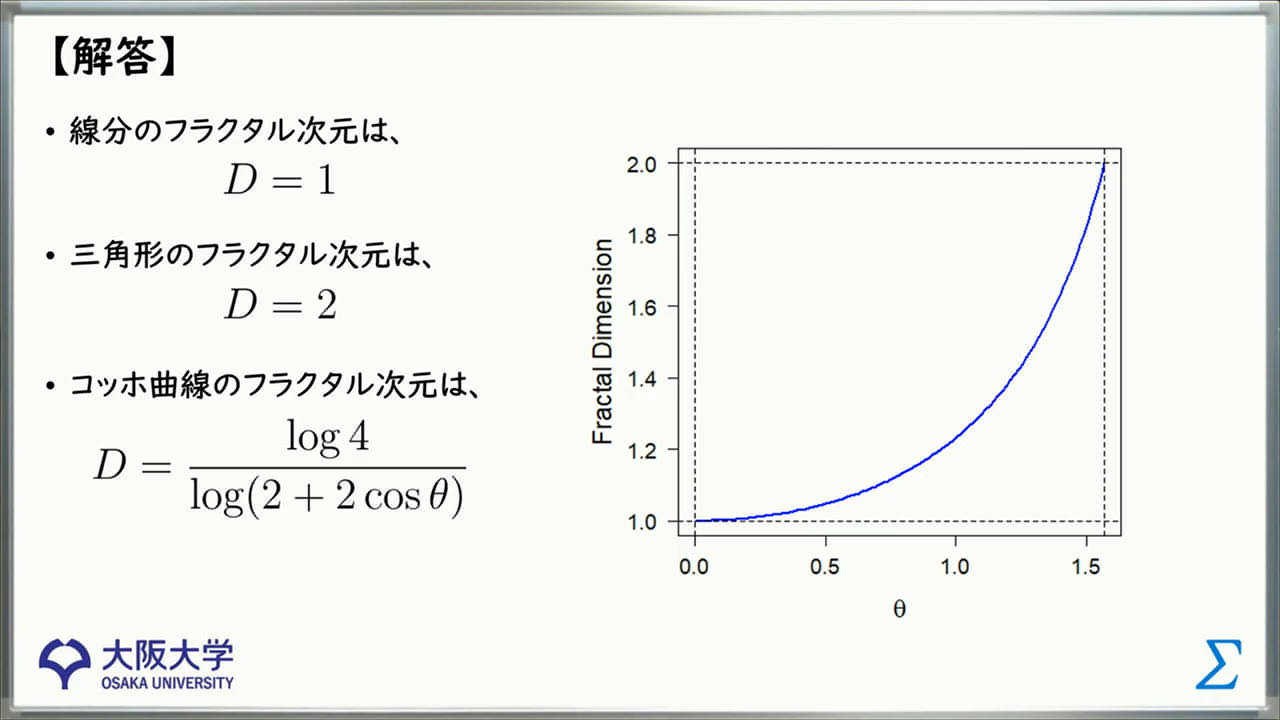 【解答】
• 線分のフラクタル次元は、
D = 1
• 三角形のフラクタル次元は、
D = 2
• コッホ曲線のフラクタル次元は、
D = log 4 / log(2 + 2 cos θ)
Fractal Dimension
2.0
1.8
1.6
1.4
1.2
1.0
0.0 0.5 1.0 1.5
θ
大阪大学
OSAKA UNIVERSITY
Σ